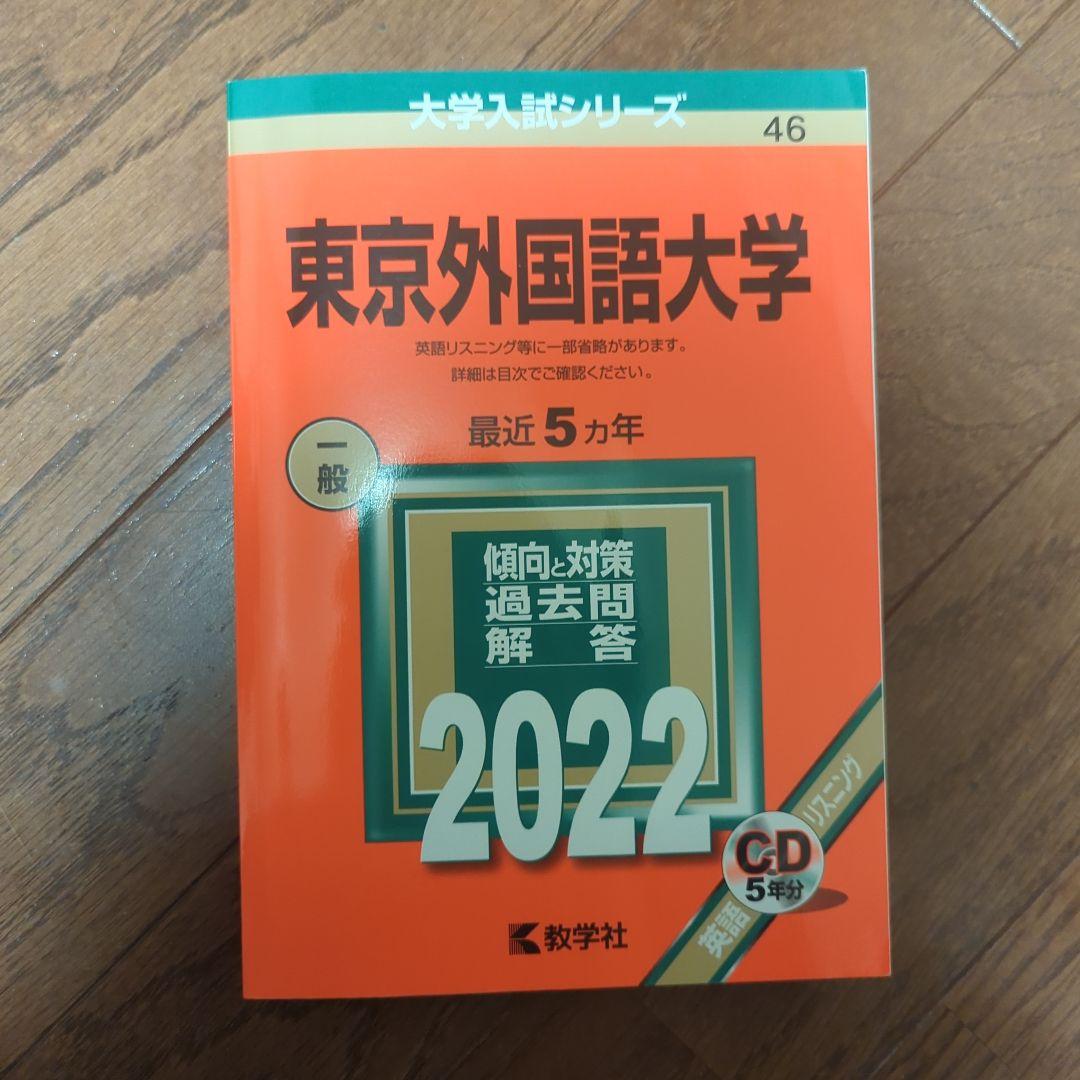 大学入試シリーズ
46
東京外国語大学
英語リスニング等に一部省略があります。
詳細は目次でご確認ください。
最近5カ年
一般
傾向と対策
過去問
解答
2022
リスニング
CD
5年分
英語
教学社